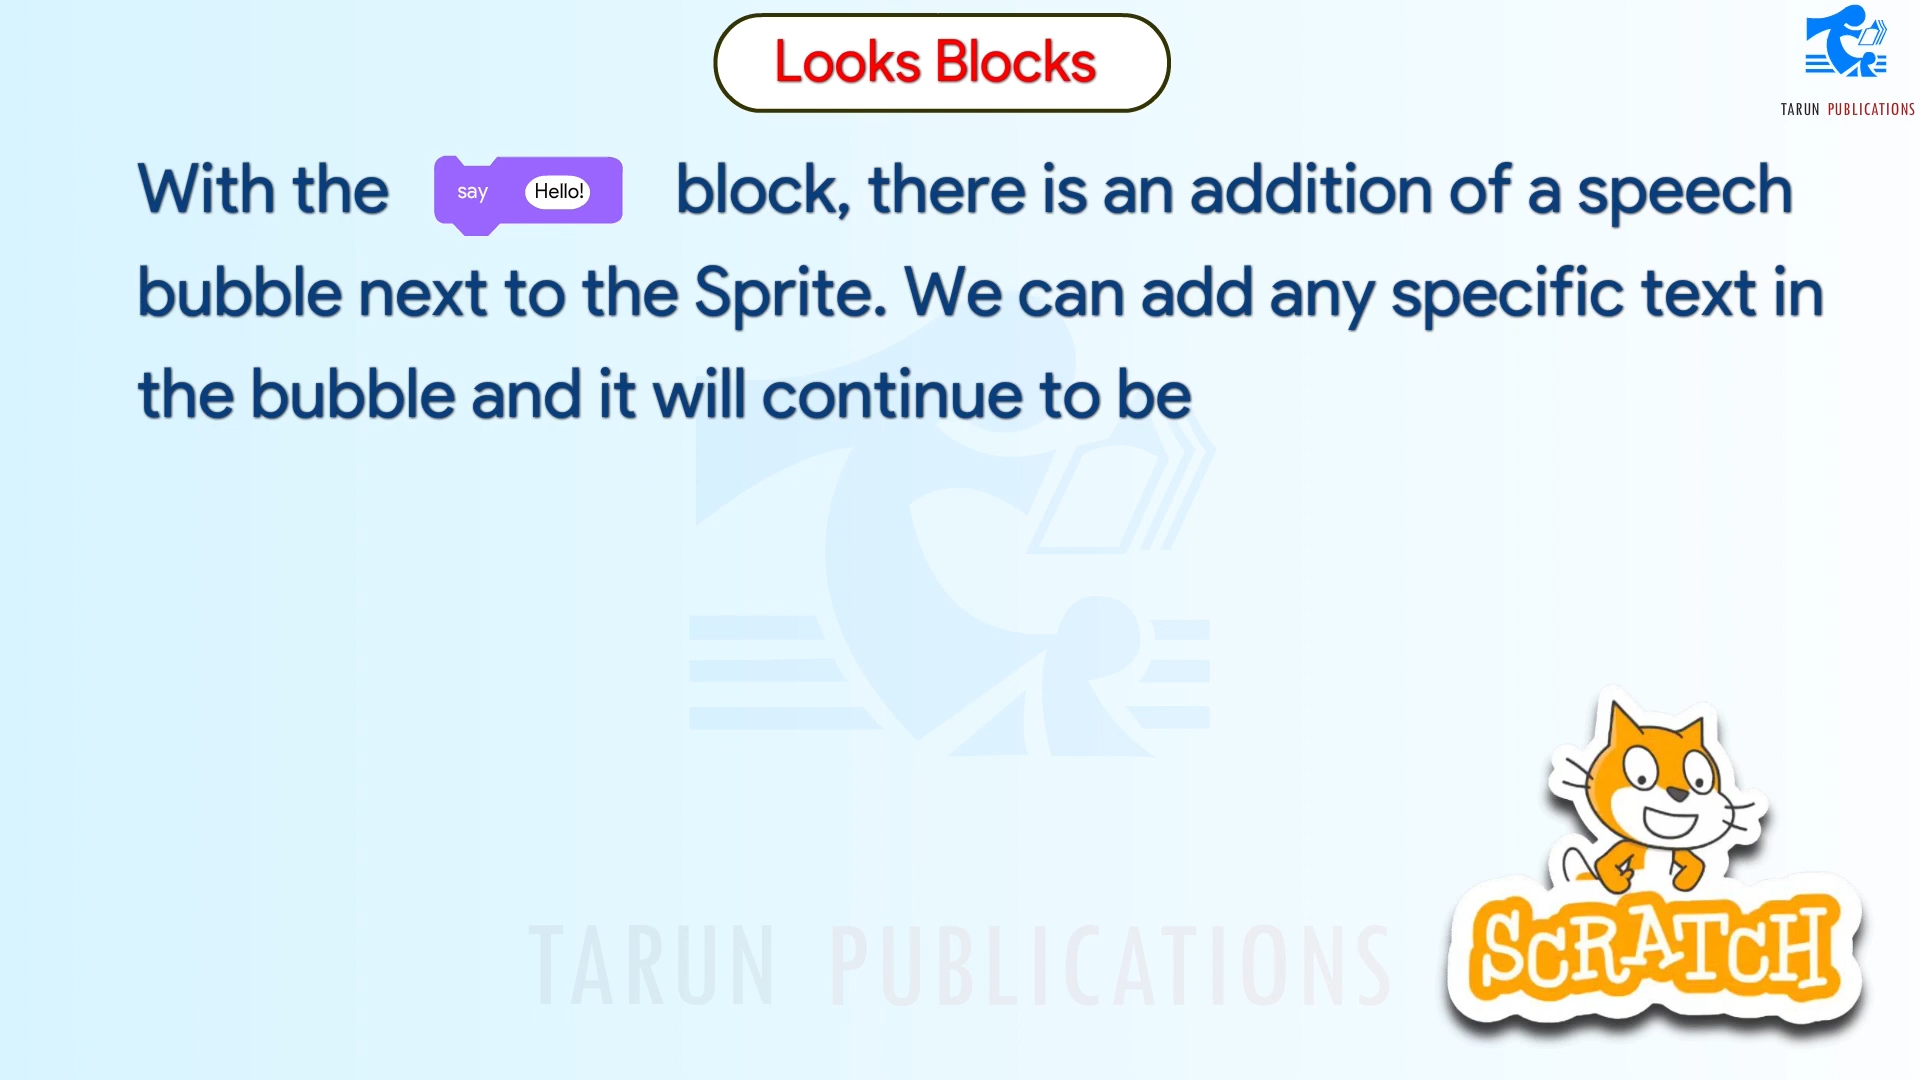 Looks Blocks
TARUN PUBLICATIONS
With the say Hello! block, there is an addition of a speech
bubble next to the Sprite. We can add any specific text in
the bubble and it will continue to be
SCRATCH
TARUN PUBLICATIONS